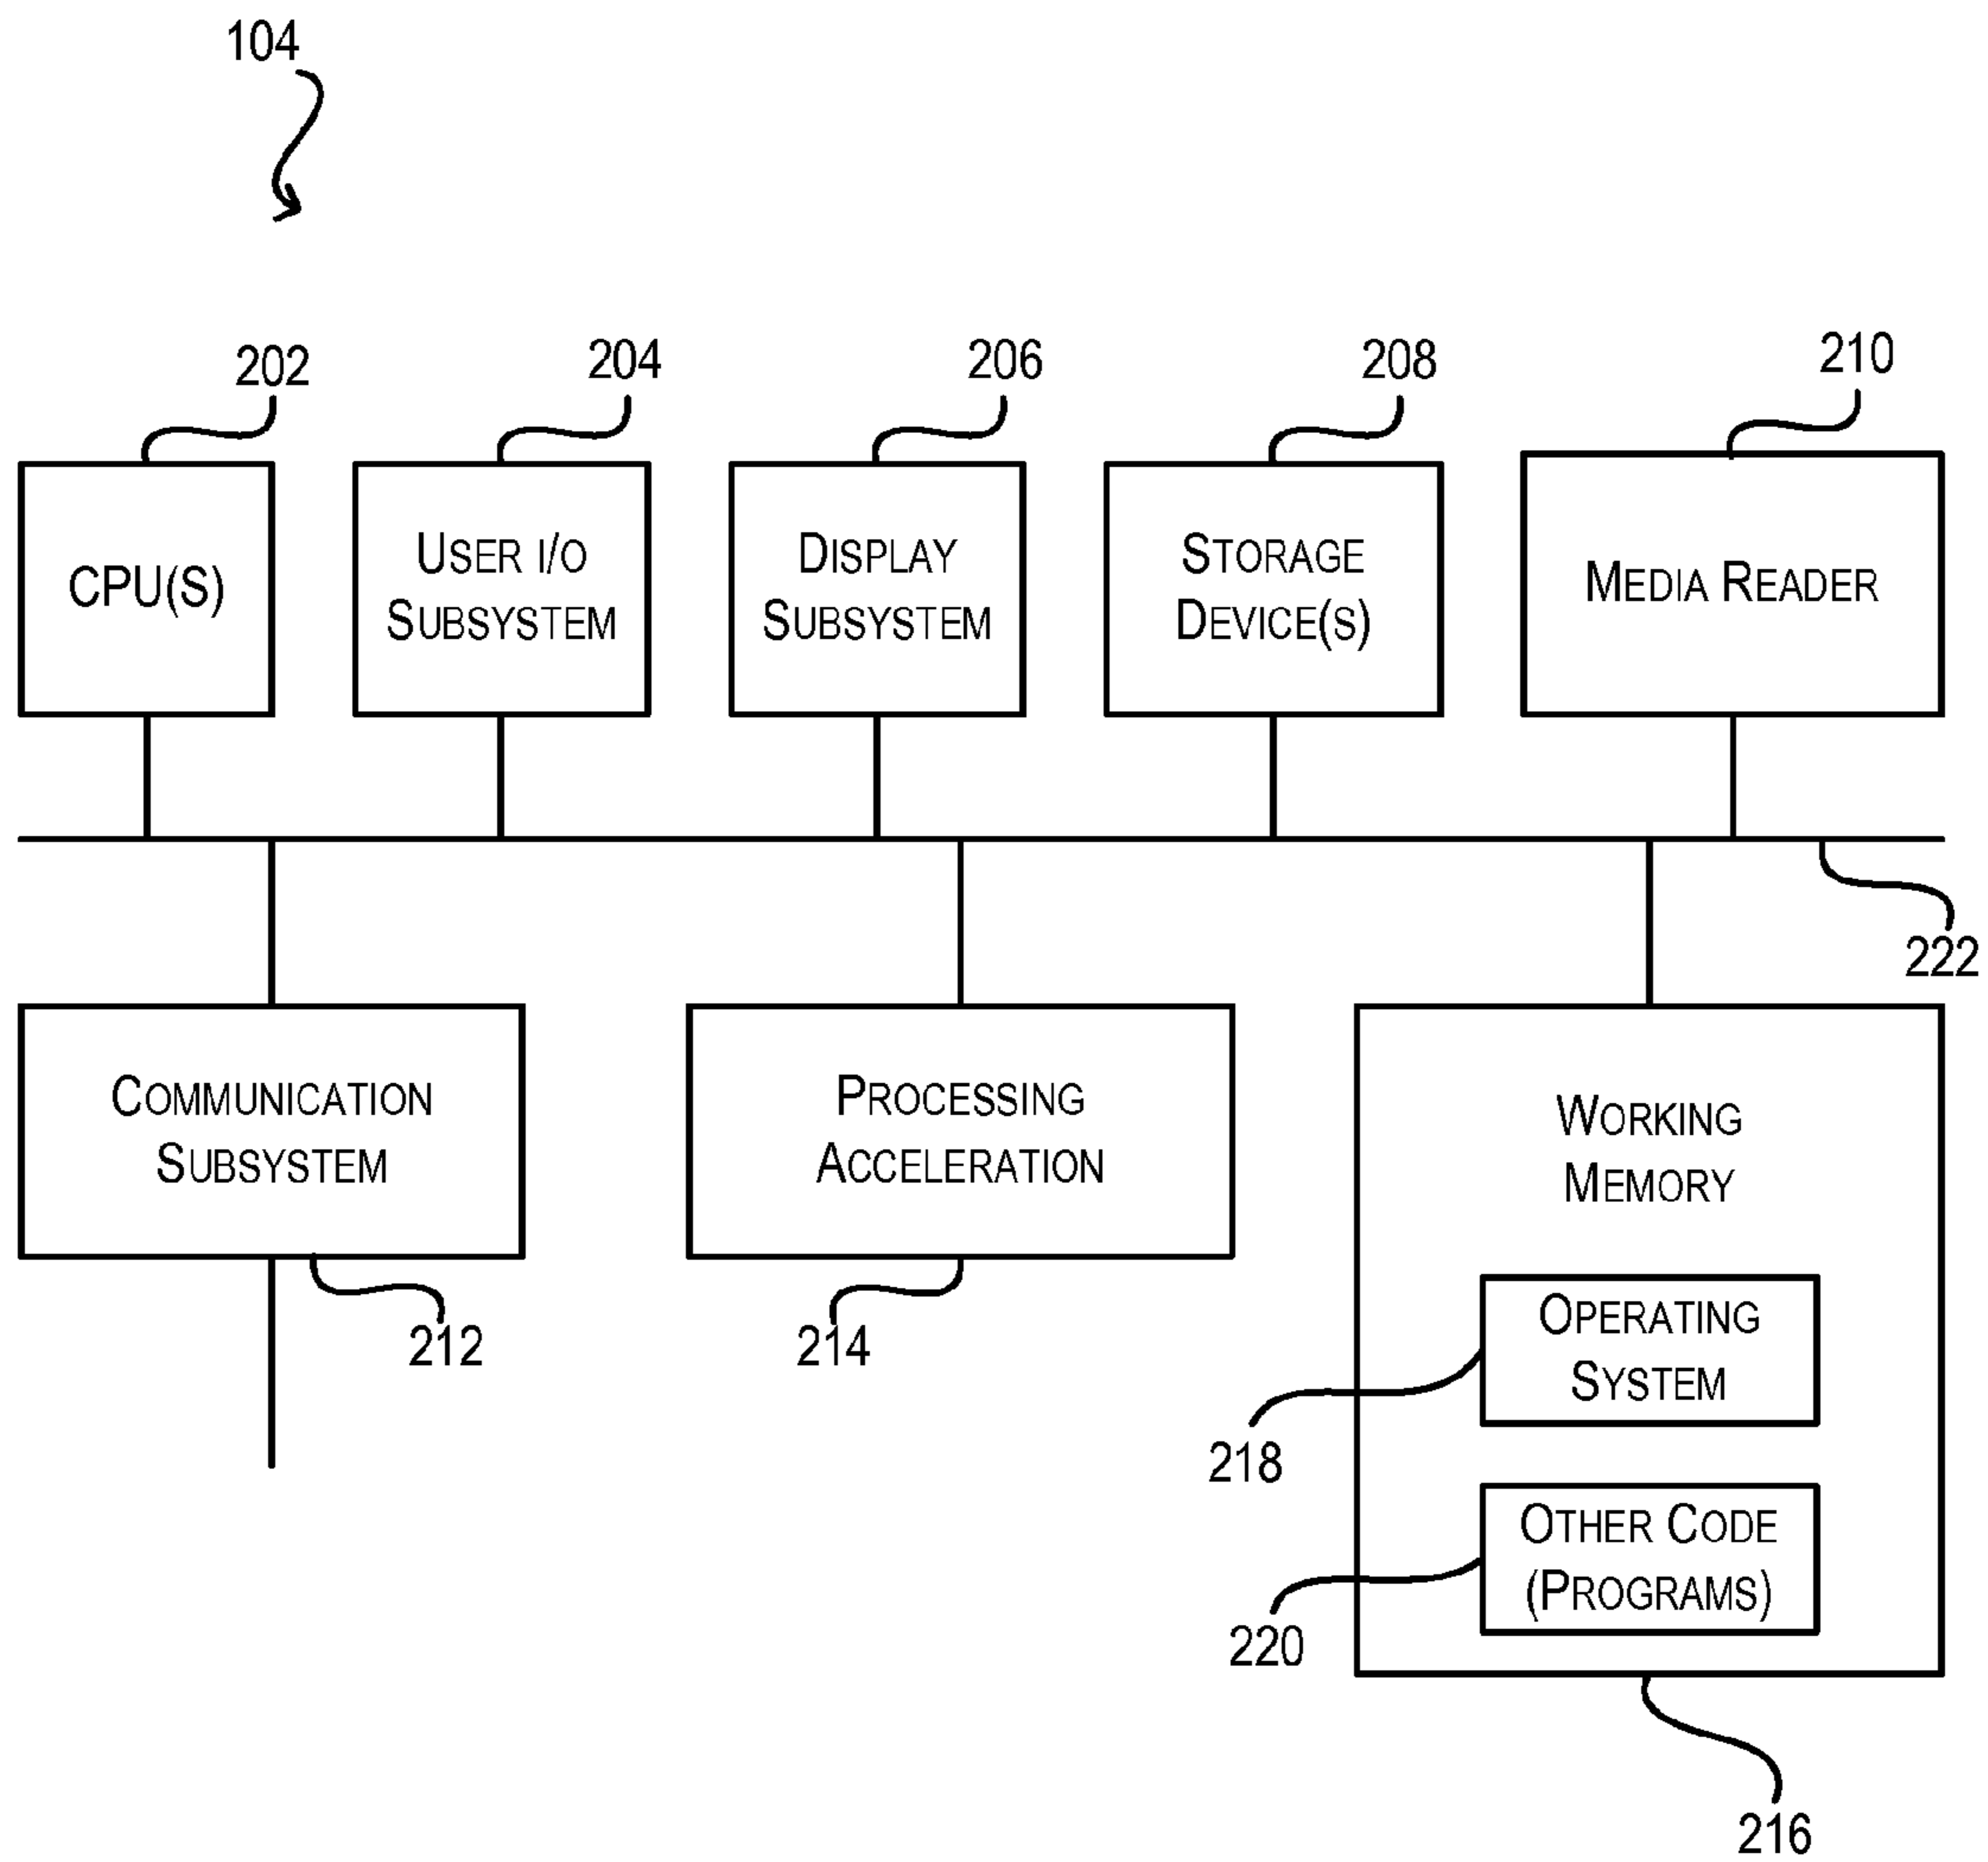 104
202
204
206
208
210
CPU(S)
USER I/O
SUBSYSTEM
DISPLAY
SUBSYSTEM
STORAGE
DEVICE(S)
MEDIA READER
222
COMMUNICATION
SUBSYSTEM
PROCESSING
ACCELERATION
WORKING
MEMORY
212
214
OPERATING
SYSTEM
218
OTHER CODE
(PROGRAMS)
220
216